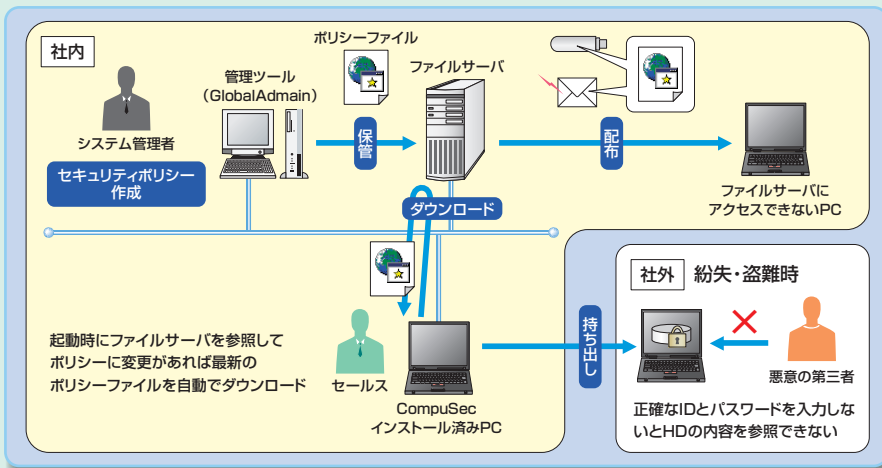 社内
システム管理者
セキュリティポリシー
作成
管理ツール
（GlobalAdmain）
ポリシーファイル
保管
ファイルサーバ
配布
ファイルサーバに
アクセスできないPC
ダウンロード
起動時にファイルサーバを参照して
ポリシーに変更があれば最新の
ポリシーファイルを自動でダウンロード
セールス
CompuSec
インストール済みPC
持ち出し
社外
紛失・盗難時
悪意の第三者
正確なIDとパスワードを入力しな
いとHDの内容を参照できない